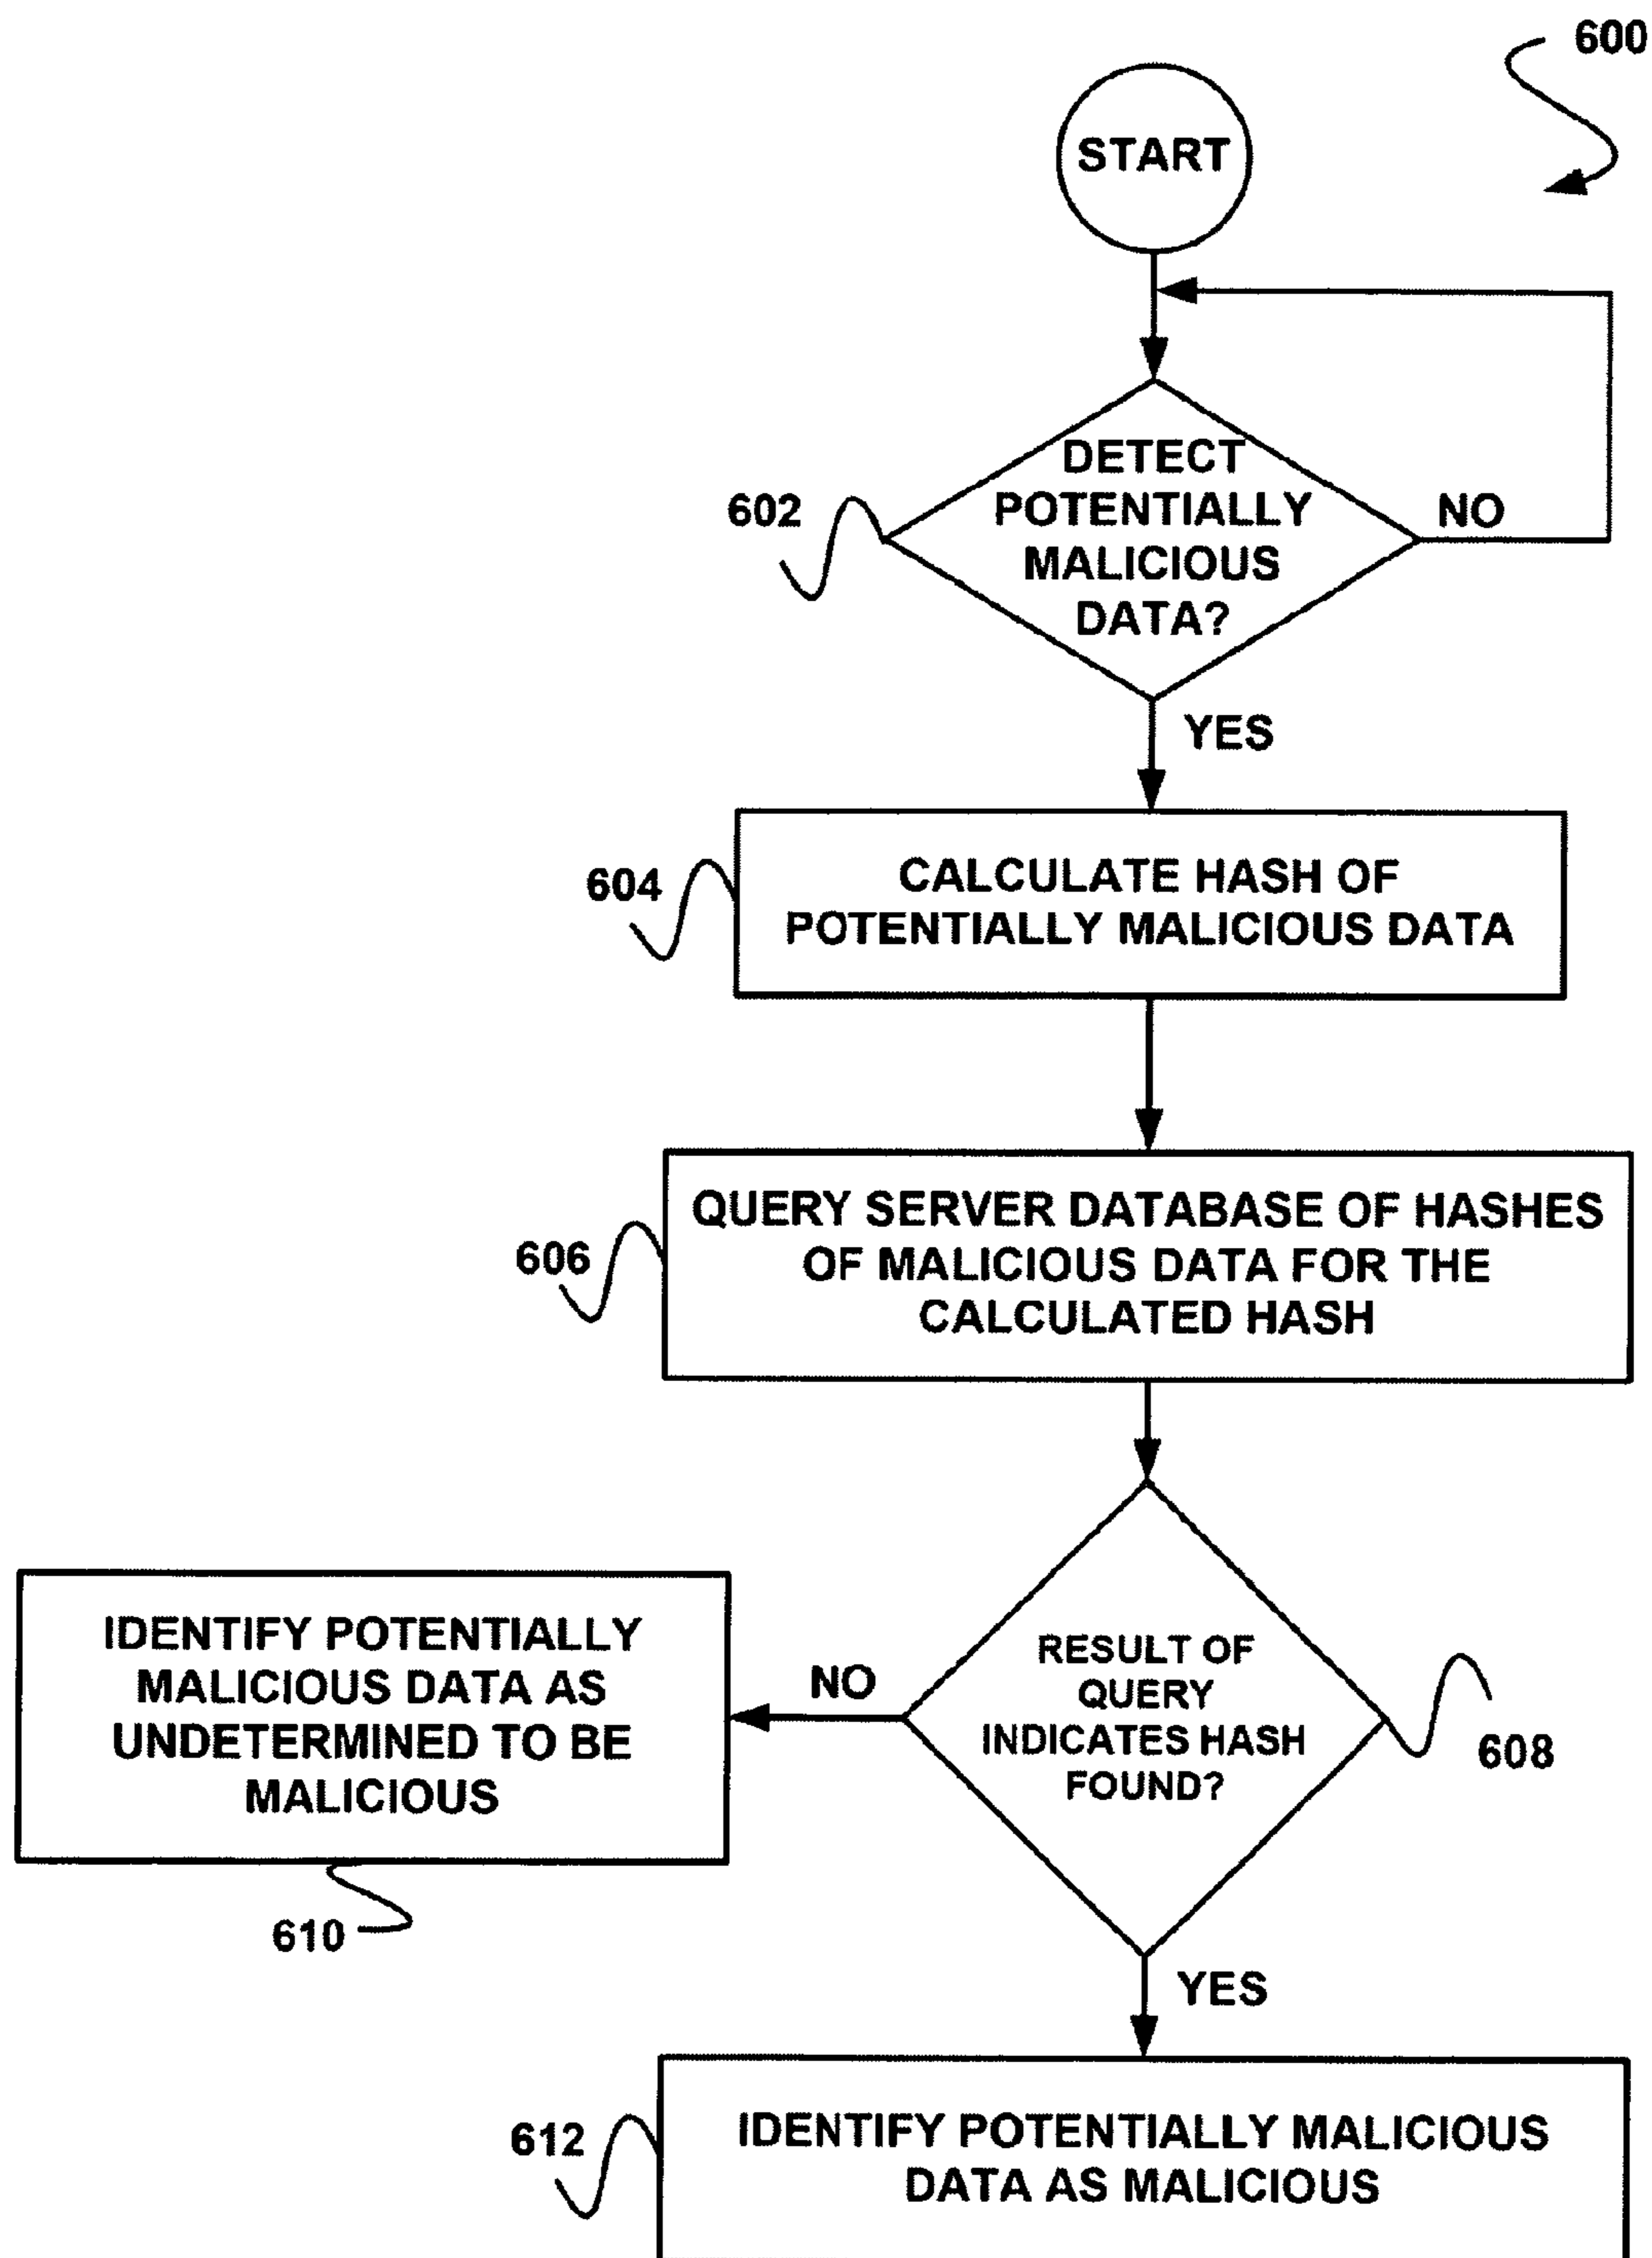 600
START
DETECT
POTENTIALLY
MALICIOUS
DATA?
602
NO
YES
604
CALCULATE HASH OF
POTENTIALLY MALICIOUS DATA
606
QUERY SERVER DATABASE OF HASHES
OF MALICIOUS DATA FOR THE
CALCULATED HASH
RESULT OF
QUERY
INDICATES HASH
FOUND?
608
NO
IDENTIFY POTENTIALLY
MALICIOUS DATA AS
UNDETERMINED TO BE
MALICIOUS
610
YES
612
IDENTIFY POTENTIALLY MALICIOUS
DATA AS MALICIOUS